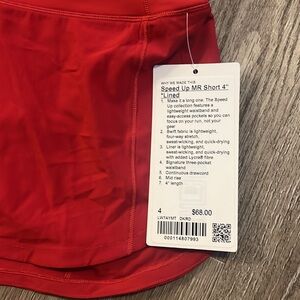 WHY WE MADE THIS
Speed Up MR Short 4"
*Lined
1. Make it a long one. The Speed
Up collection features a
lightweight waistband and
easy-access pockets so you can
focus on your run, not your
gear
2. Swift fabric is lightweight,
four-way stretch,
sweat-wicking, and quick-drying
3. Liner is lightweight,
sweat-wicking, and quick-drying
with added Lycra® fibre
4. Signature three-pocket
waistband
5. Continuous drawcord
6. Mid rise
7. 4" length
4
$68.00
LW7AYMT DKRD
000114807993